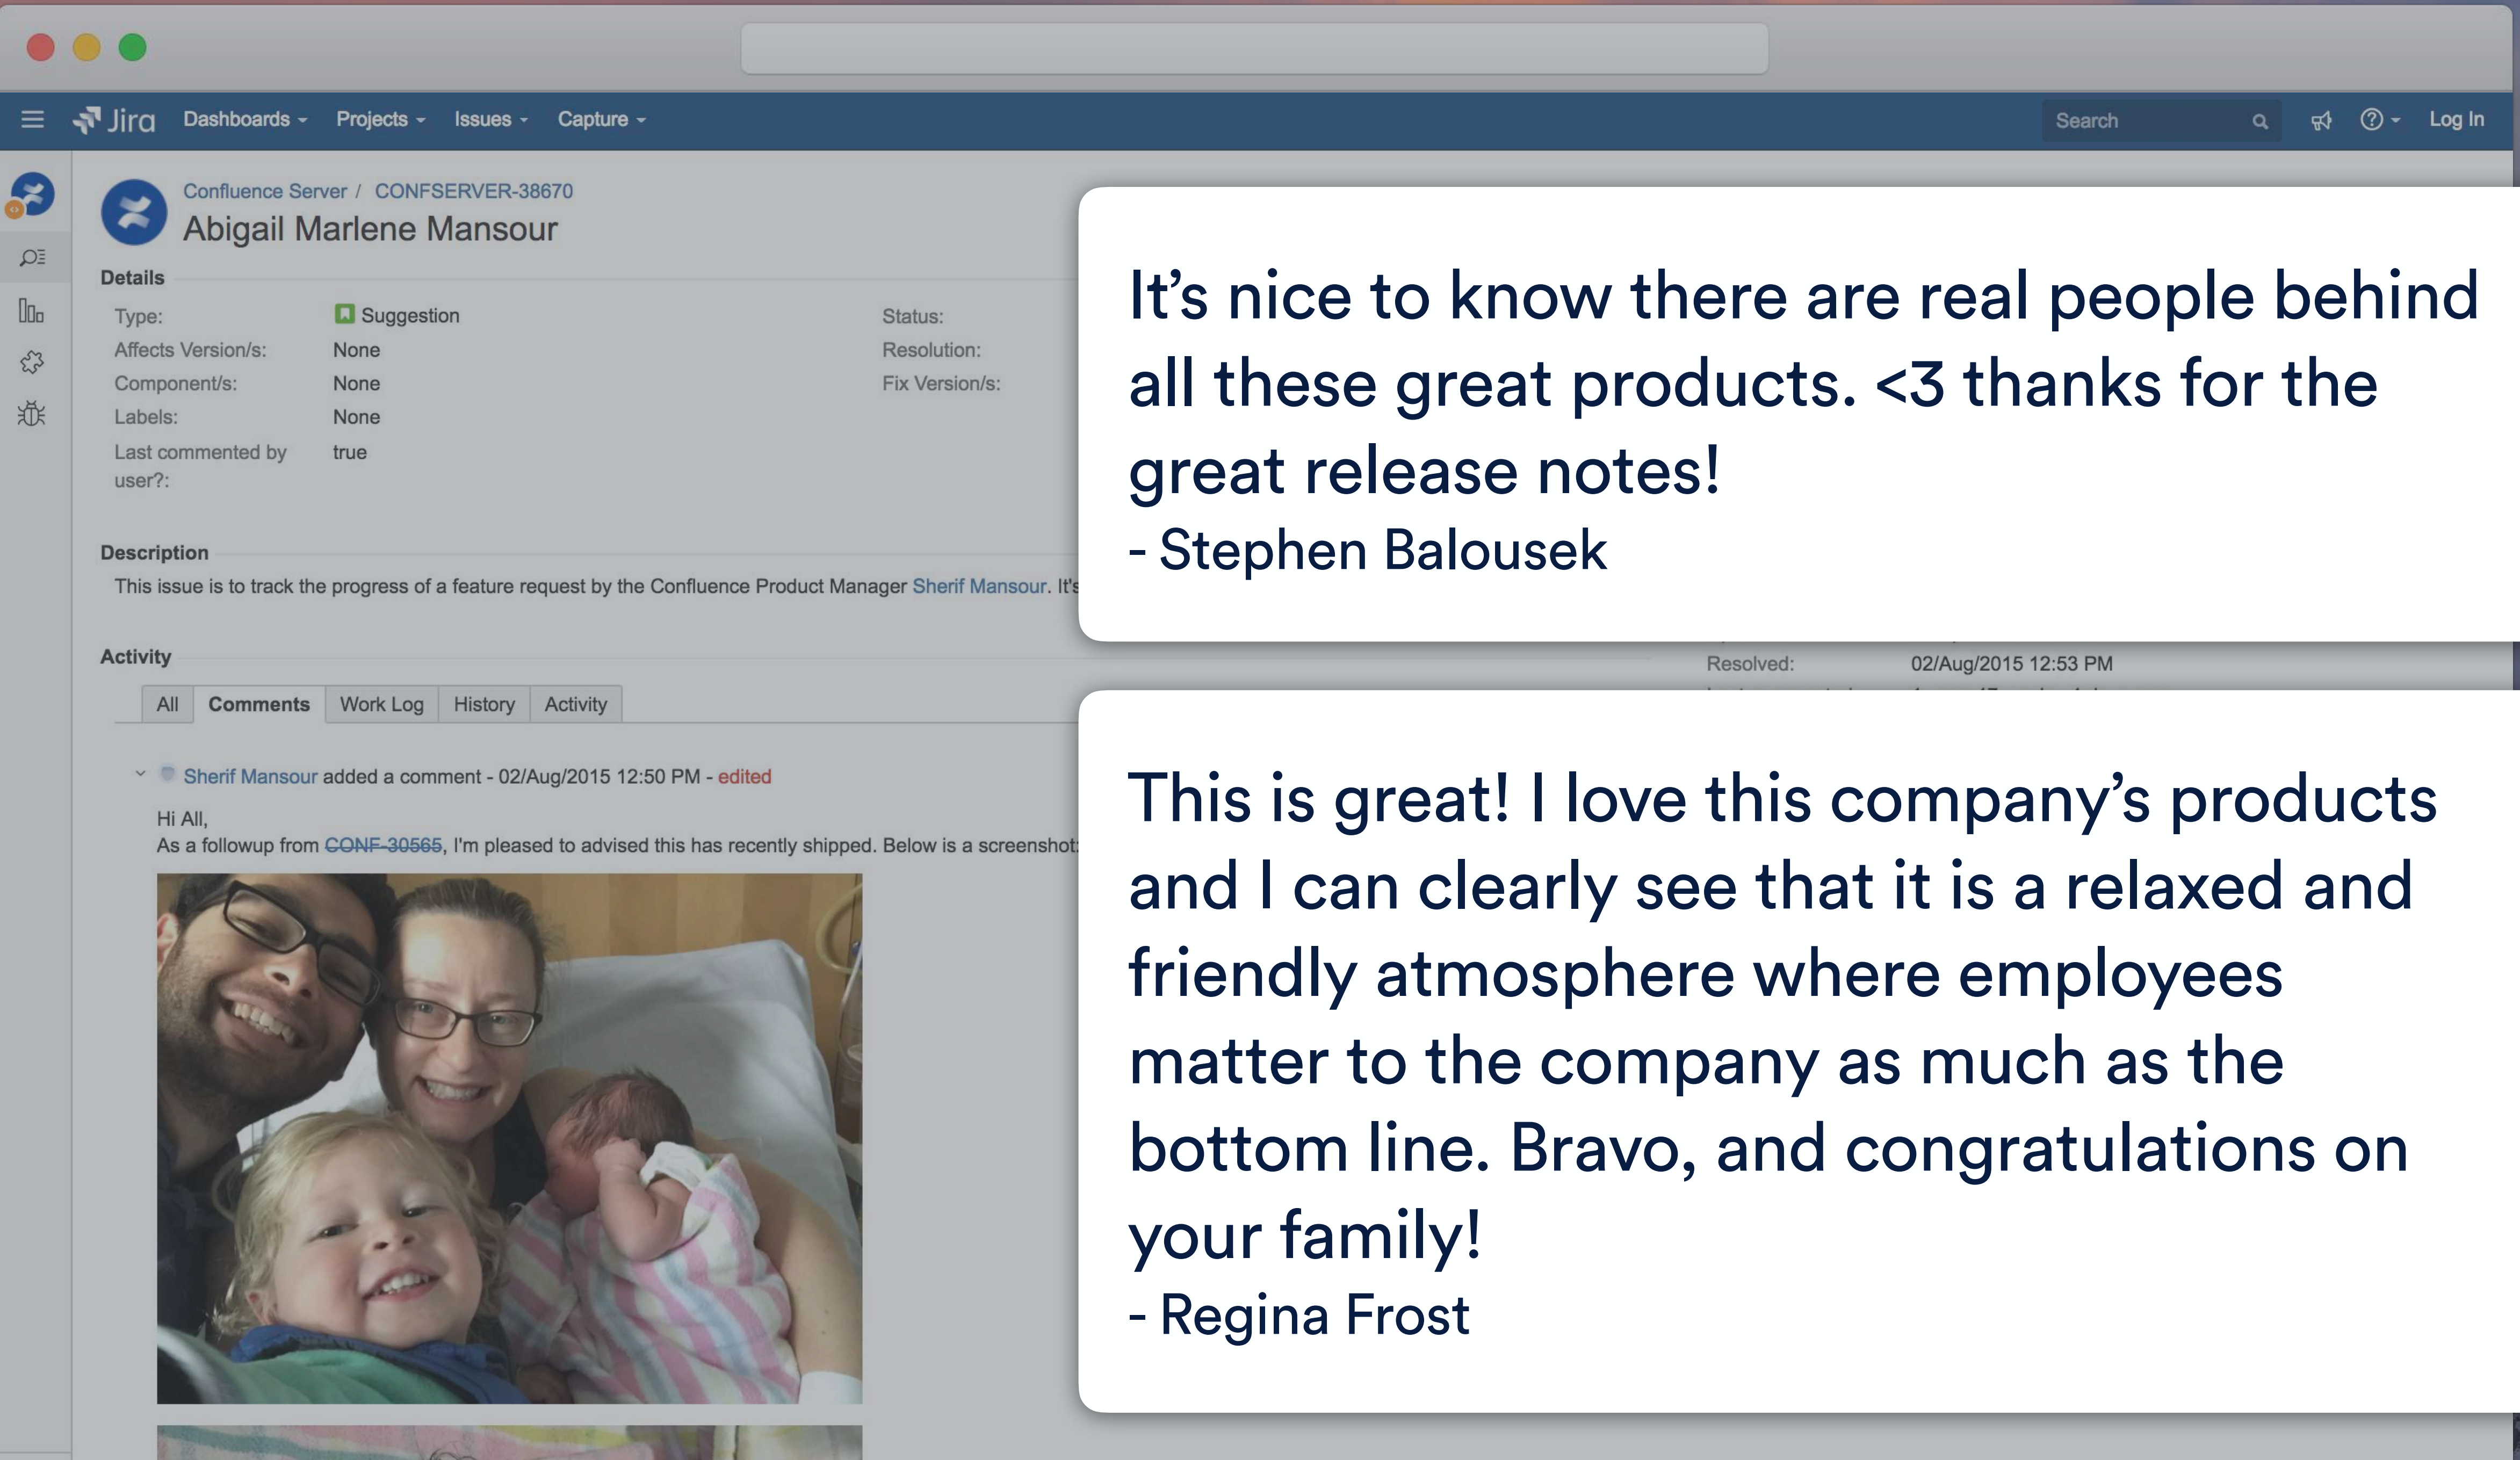 Jira Dashboards Projects Issues Capture Search Log In
Confluence Server / CONFSERVER-38670
Abigail Marlene Mansour
Details
Type: Suggestion
Affects Version/s: None
Component/s: None
Labels: None
Last commented by
user?: true
Status:
Resolution:
Fix Version/s:
Description
This issue is to track the progress of a feature request by the Confluence Product Manager Sherif Mansour. It's
Activity
All Comments Work Log History Activity
Sherif Mansour added a comment - 02/Aug/2015 12:50 PM - edited
Hi All,
As a followup from CONF-30565, I'm pleased to advised this has recently shipped. Below is a screenshot:
It’s nice to know there are real people behind
all these great products. <3 thanks for the
great release notes!
- Stephen Balousek
Resolved: 02/Aug/2015 12:53 PM
This is great! I love this company’s products
and I can clearly see that it is a relaxed and
friendly atmosphere where employees
matter to the company as much as the
bottom line. Bravo, and congratulations on
your family!
- Regina Frost